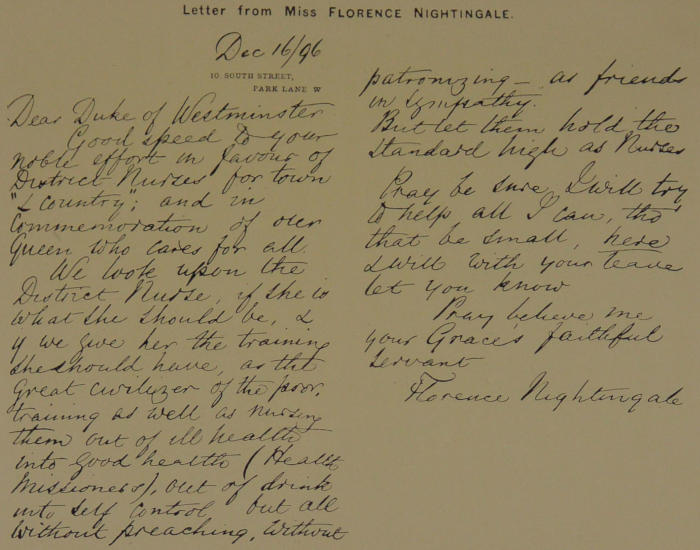 Letter from Miss FLORENCE NIGHTINGALE.
Dec 16/96
10 SOUTH STREET,
PARK LANE W
Dear Duke of Westminster
Good speed to your
noble effort in favour of
District Nurses for town
"& country"; and in
Commemoration of our
Queen who cares for all.
We look upon the
District Nurse, if she is
what she should be, &
if we give her the training
she should have, as the
great civilizer of the poor,
training as well as nursing
them out of ill health
into good health (Health
Missioners), out of drink
into self control but all
without preaching, without
patronizing – as friends
in sympathy.
But let them hold the
standard high as Nurses
Pray be sure I will try
to help all I can, tho'
that be small, here
I will with your leave
let you know
Pray believe me
your Grace's faithful
servant
Florence Nightingale